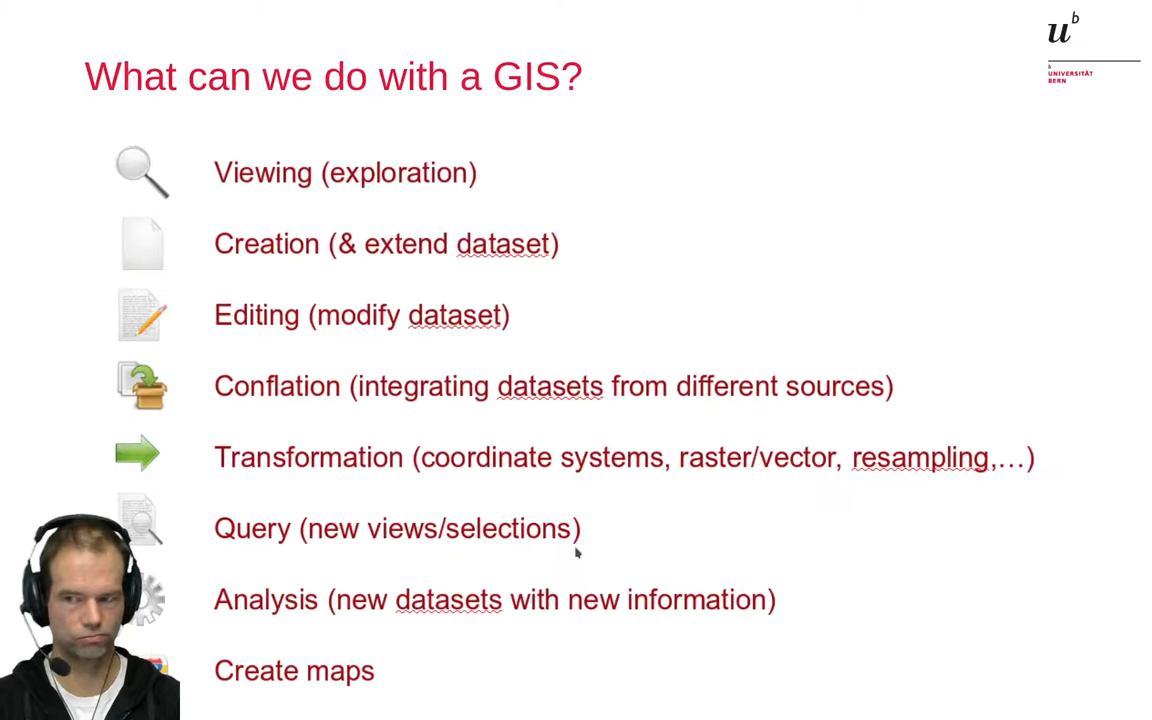 What can we do with a GIS?
u b
b
UNIVERSITÄT
BERN
Viewing (exploration)
Creation (& extend dataset)
Editing (modify dataset)
Conflation (integrating datasets from different sources)
Transformation (coordinate systems, raster/vector, resampling,…)
Query (new views/selections)
Analysis (new datasets with new information)
Create maps